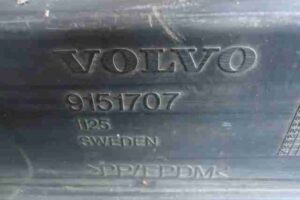 VOLVO
9151707
1125
SWEDEN
>PP/EPDM<